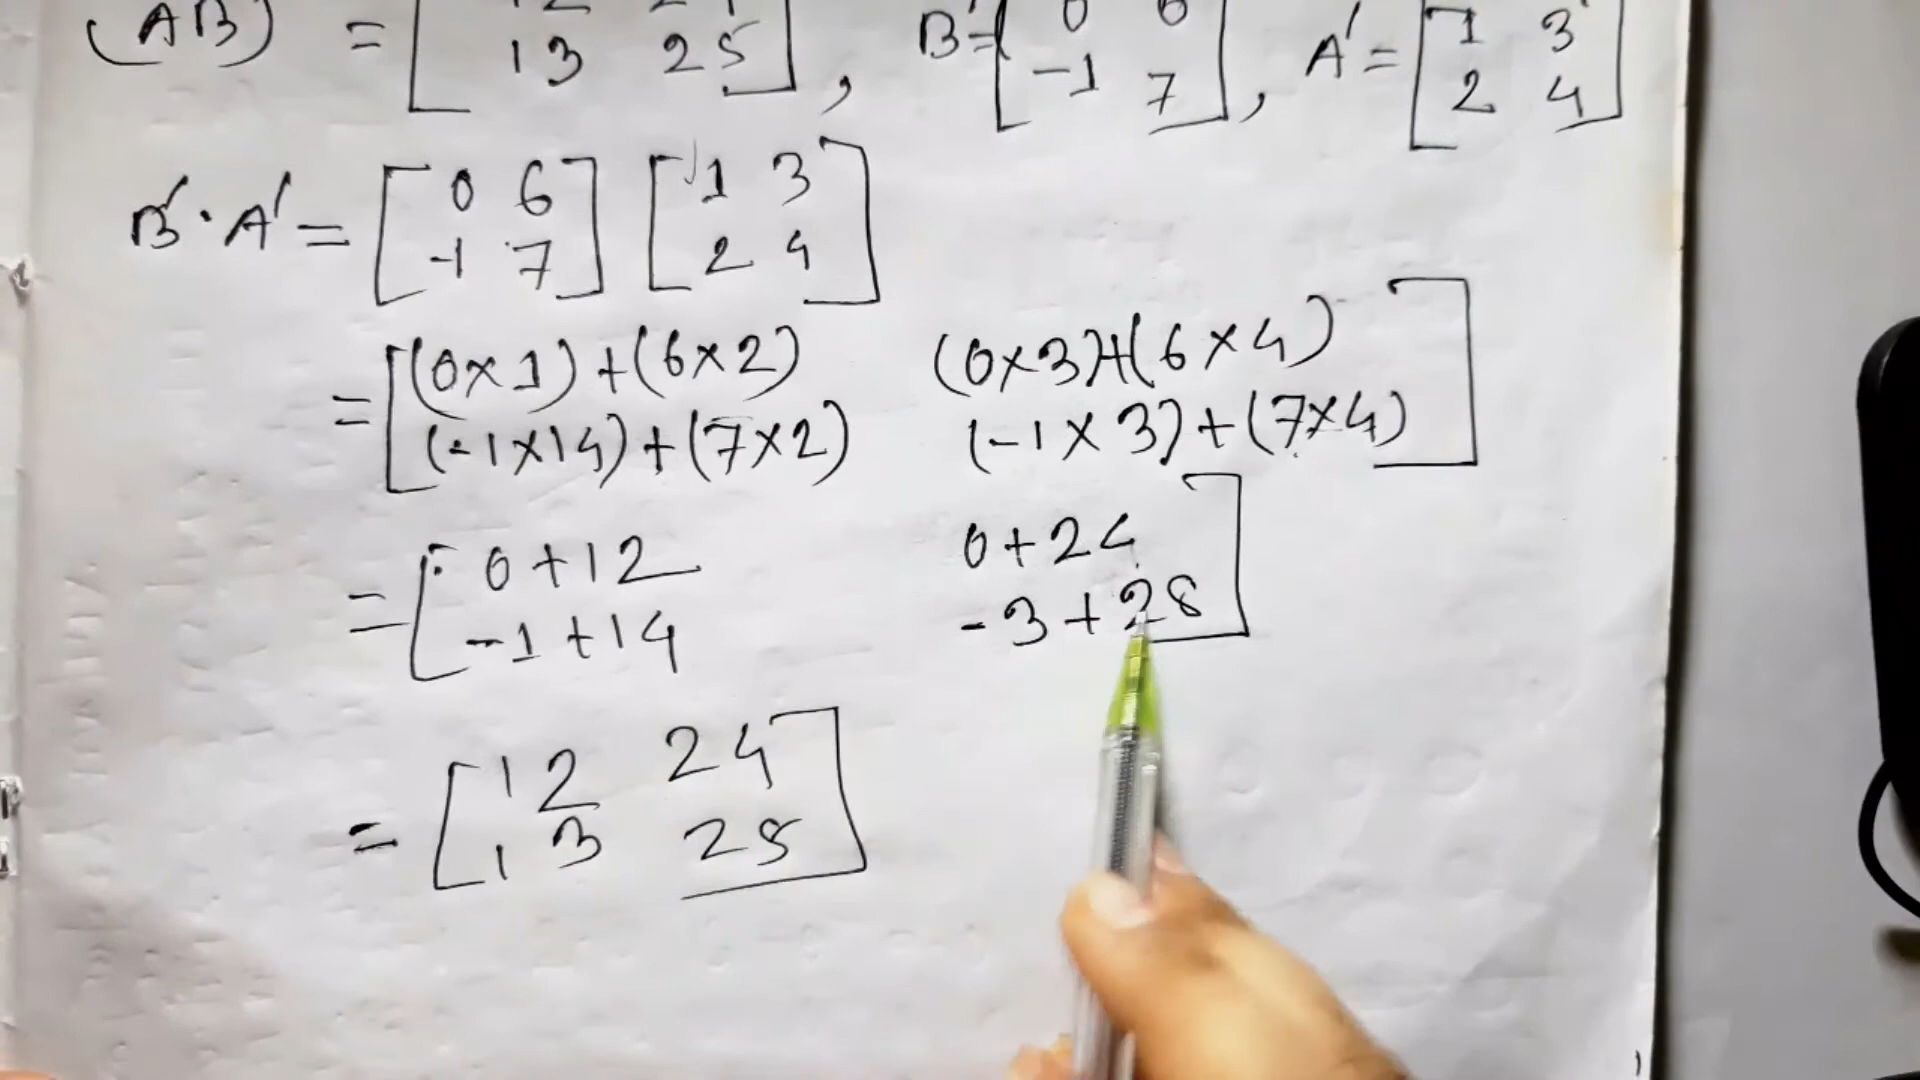 (AB)' = [ 12 24
13 25 ] , B' = [ 0 6
-1 7 ] , A' = [ 1 3
2 4 ]
B'·A' = [ 0 6
-1 7 ] [ 1 3
2 4 ]
= [ (0×1)+(6×2) (0×3)+(6×4)
(-1×14)+(7×2) (-1×3)+(7×4) ]
= [ 0+12 0+24
-1+14 -3+28 ]
= [ 12 24
13 25 ]